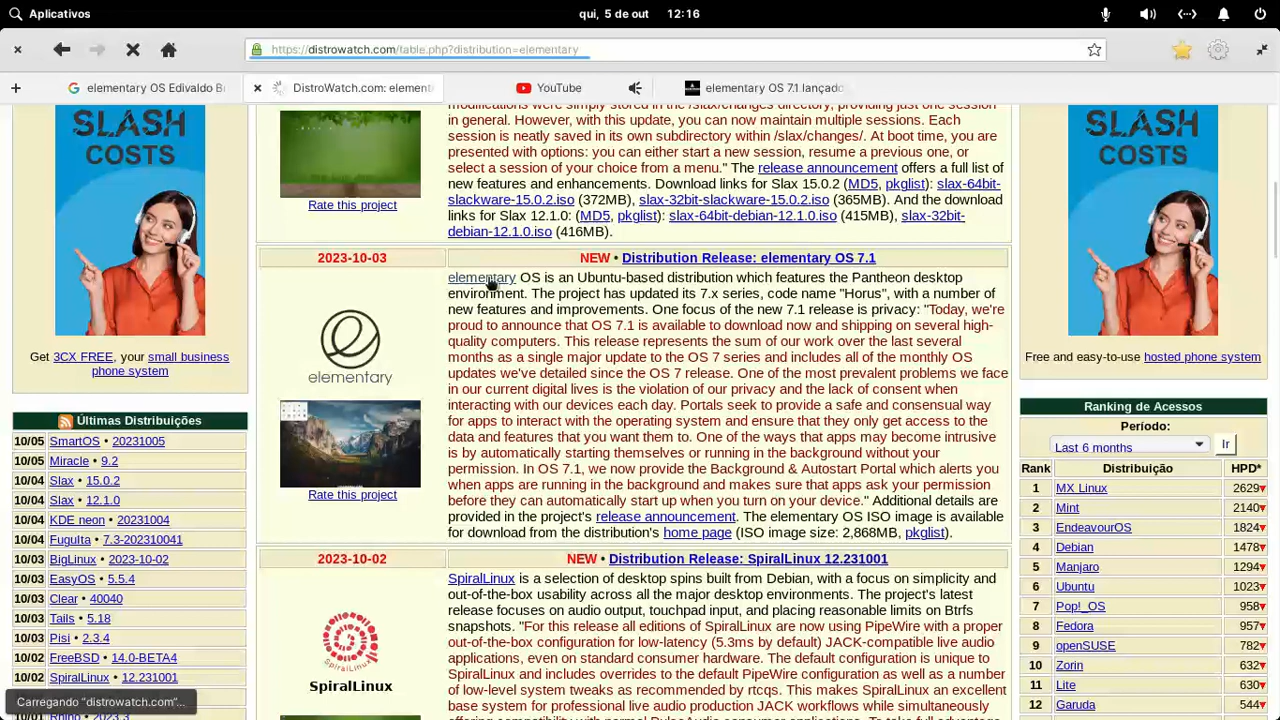 Aplicativos
qui, 5 de out
12:16
https://distrowatch.com/table.php?distribution=elementary
elementary OS Edivaldo B
DistroWatch.com: element
YouTube
elementary OS 7.1 lançado
SLASH
COSTS
Get 3CX FREE, your small business
phone system
Últimas Distribuições
10/05 SmartOS • 20231005
10/05 Miracle • 9.2
10/04 Slax • 15.0.2
10/04 Slax • 12.1.0
10/04 KDE neon • 20231004
10/04 FuguIta • 7.3-202310041
10/03 BigLinux • 2023-10-02
10/03 EasyOS • 5.5.4
10/03 Clear • 40040
10/03 Tails • 5.18
10/03 Pisi • 2.3.4
10/02 FreeBSD • 14.0-BETA4
10/02 SpiralLinux • 12.231001
Carregando “distrowatch.com”…
Rhino • 2023.3
Rate this project
modifications were simply stored in the /slax/changes/ directory, providing just one session
in general. However, with this update, you can now maintain multiple sessions. Each
session is neatly saved in its own subdirectory within /slax/changes/. At boot time, you are
presented with options: you can either start a new session, resume a previous one, or
select a session of your choice from a menu." The release announcement offers a full list of
new features and enhancements. Download links for Slax 15.0.2 (MD5, pkglist): slax-64bit-
slackware-15.0.2.iso (372MB), slax-32bit-slackware-15.0.2.iso (365MB). And the download
links for Slax 12.1.0: (MD5, pkglist): slax-64bit-debian-12.1.0.iso (415MB), slax-32bit-
debian-12.1.0.iso (416MB).
2023-10-03
NEW • Distribution Release: elementary OS 7.1
elementary
Rate this project
elementary OS is an Ubuntu-based distribution which features the Pantheon desktop
environment. The project has updated its 7.x series, code name "Horus", with a number of
new features and improvements. One focus of the new 7.1 release is privacy: "Today, we're
proud to announce that OS 7.1 is available to download now and shipping on several high-
quality computers. This release represents the sum of our work over the last several
months as a single major update to the OS 7 series and includes all of the monthly OS
updates we've detailed since the OS 7 release. One of the most prevalent problems we face
in our current digital lives is the violation of our privacy and the lack of consent when
interacting with our devices each day. Portals seek to provide a safe and consensual way
for apps to interact with the operating system and ensure that they only get access to the
data and features that you want them to. One of the ways that apps may become intrusive
is by automatically starting themselves or running in the background without your
permission. In OS 7.1, we now provide the Background & Autostart Portal which alerts you
when apps are running in the background and makes sure that apps ask your permission
before they can automatically start up when you turn on your device." Additional details are
provided in the project's release announcement. The elementary OS ISO image is available
for download from the distribution's home page (ISO image size: 2,868MB, pkglist).
2023-10-02
NEW • Distribution Release: SpiralLinux 12.231001
SpiralLinux
SpiralLinux is a selection of desktop spins built from Debian, with a focus on simplicity and
out-of-the-box usability across all the major desktop environments. The project's latest
release focuses on audio output, touchpad input, and placing reasonable limits on Btrfs
snapshots. "For this release all editions of SpiralLinux are now using PipeWire with a proper
out-of-the-box configuration for low-latency (5.3ms by default) JACK-compatible live audio
applications, even on standard consumer hardware. The default configuration is unique to
SpiralLinux and includes overrides to the default PipeWire configuration as well as a number
of low-level system tweaks as recommended by rtcqs. This makes SpiralLinux an excellent
base system for professional live audio production JACK workflows while simultaneously
SLASH
COSTS
Free and easy-to-use hosted phone system
Ranking de Acessos
Período:
Last 6 months Ir
Rank Distribuição HPD*
1 MX Linux 2629
2 Mint 2140
3 EndeavourOS 1824
4 Debian 1478
5 Manjaro 1294
6 Ubuntu 1023
7 Pop!_OS 958
8 Fedora 957
9 openSUSE 782
10 Zorin 632
11 Lite 630
12 Garuda 544